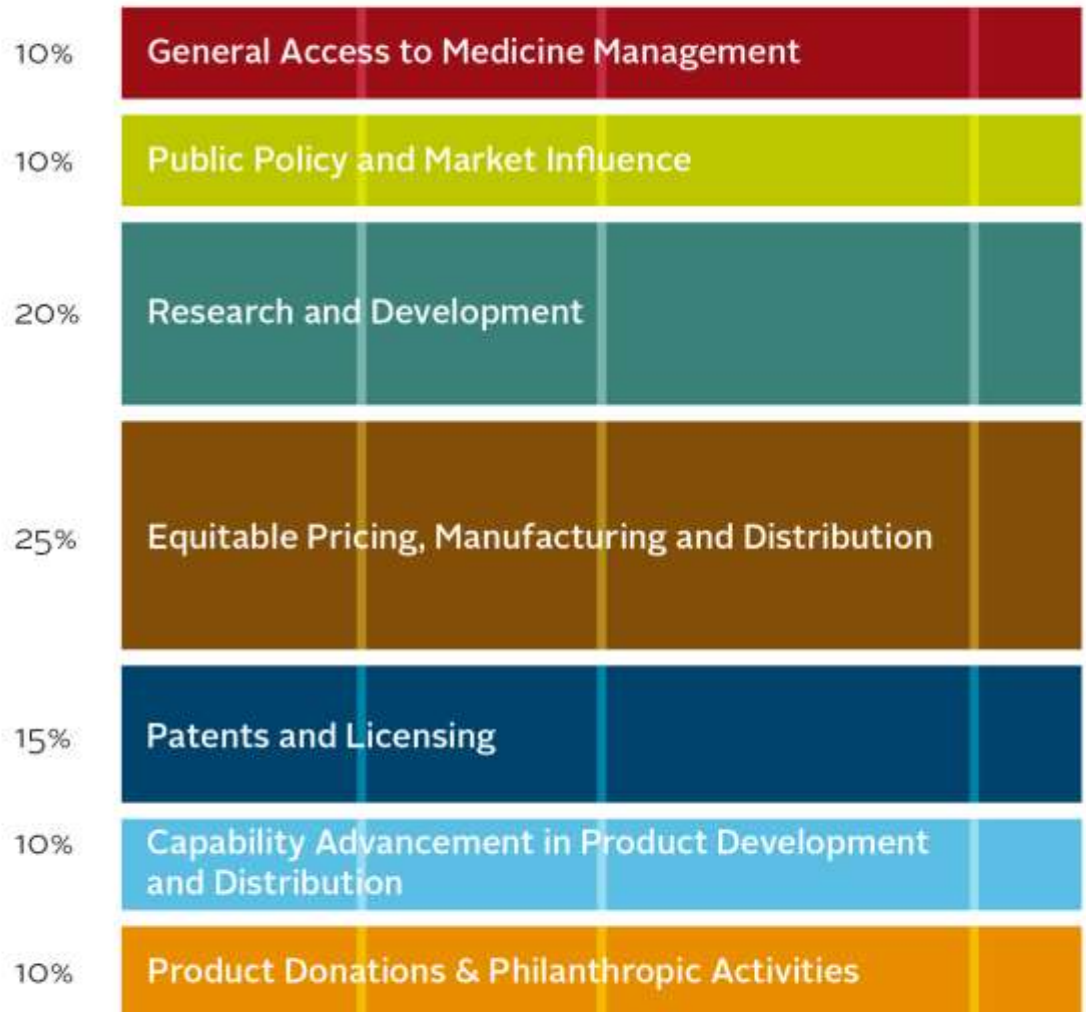 10% General Access to Medicine Management
10% Public Policy and Market Influence
20% Research and Development
25% Equitable Pricing, Manufacturing and Distribution
15% Patents and Licensing
10% Capability Advancement in Product Development
and Distribution
10% Product Donations & Philanthropic Activities